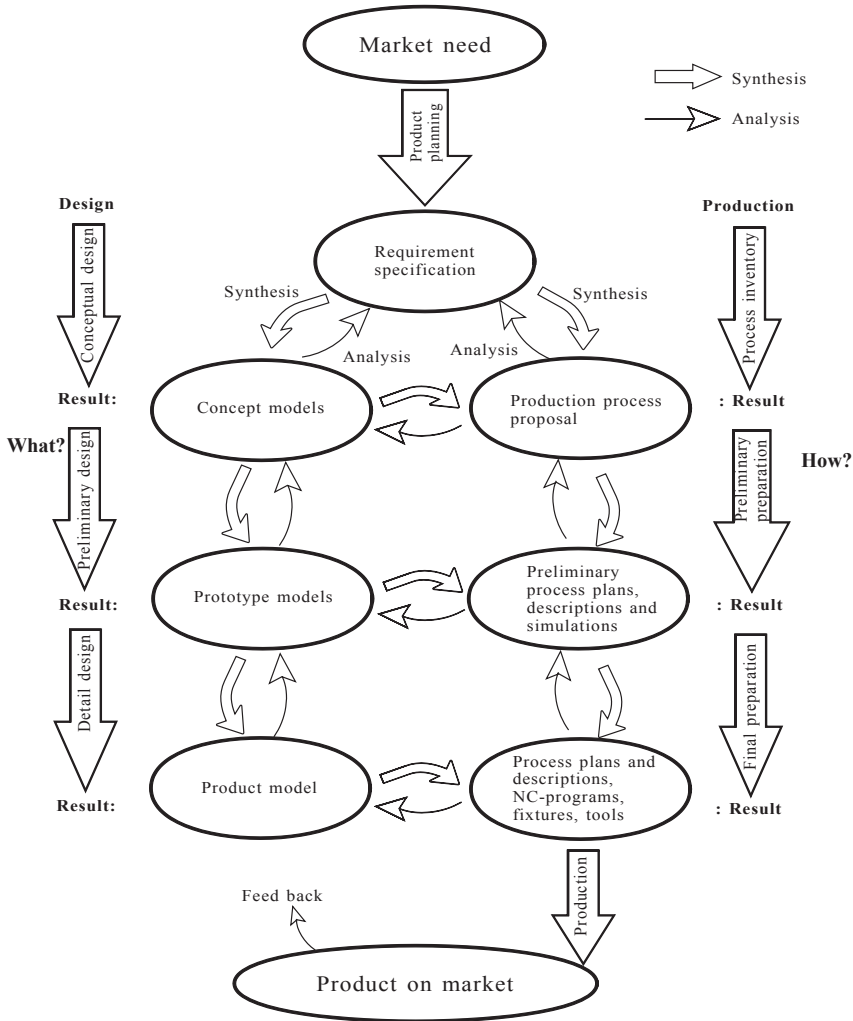 Market need
Synthesis
Analysis
Product
planning
Design
Production
Requirement
specification
Conceptual design
Process inventory
Synthesis
Synthesis
Analysis
Analysis
Result:
Concept models
Production process
proposal
: Result
What?
How?
Preliminary design
Preliminary
preparation
Result:
Prototype models
Preliminary
process plans,
descriptions and
simulations
: Result
Detail design
Final preparation
Result:
Product model
Process plans and
descriptions,
NC-programs,
fixtures, tools
: Result
Production
Feed back
Product on market